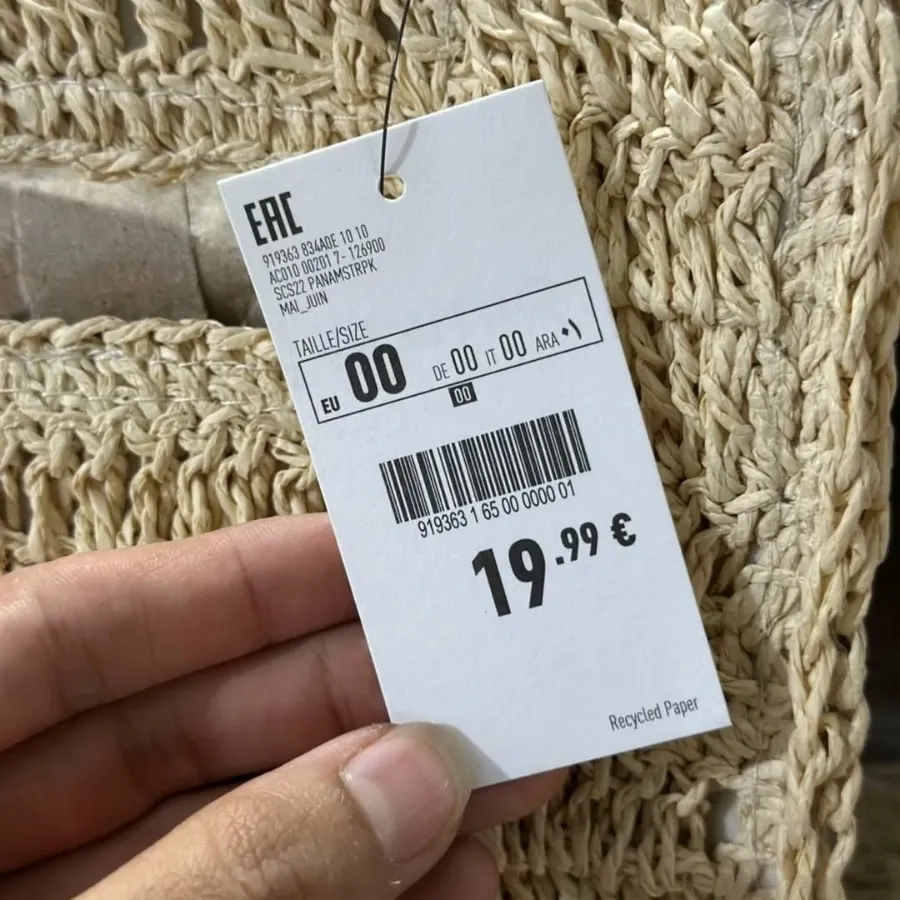 EAC
919363 834A0E 10 10
AC010 00201 7- 126900
SCS22 PANAMSTRPK
MAI_JUIN
TAILLE/SIZE
EU 00 DE 00 IT 00 ARA ٠١
00
919363 1 65 00 0000 01
19.99 €
Recycled Paper